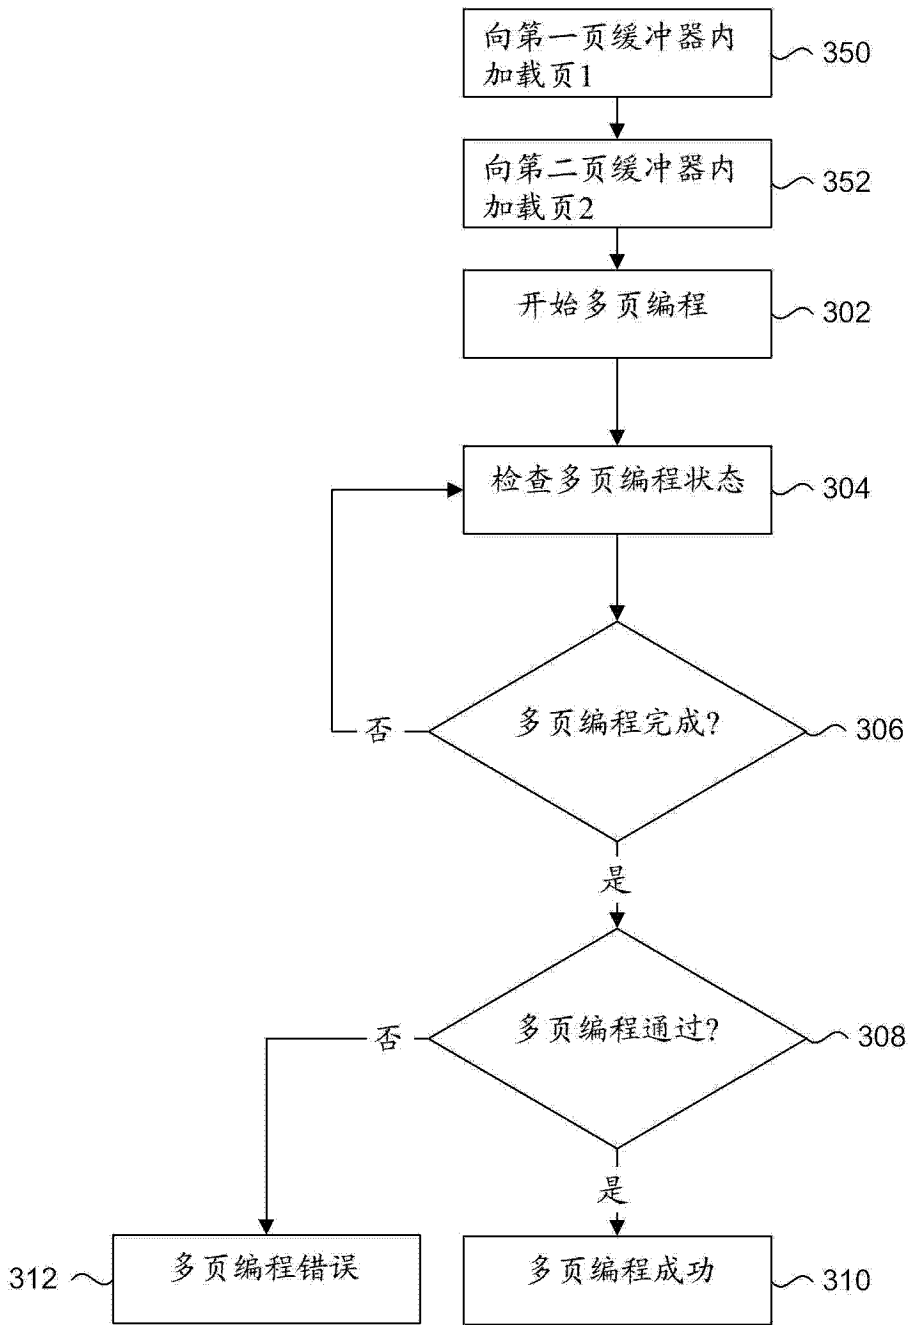 向第一页缓冲器内
加载页1
350
向第二页缓冲器内
加载页2
352
开始多页编程
302
检查多页编程状态
304
多页编程完成?
306
否
是
多页编程通过?
308
否
是
多页编程错误
312
多页编程成功
310